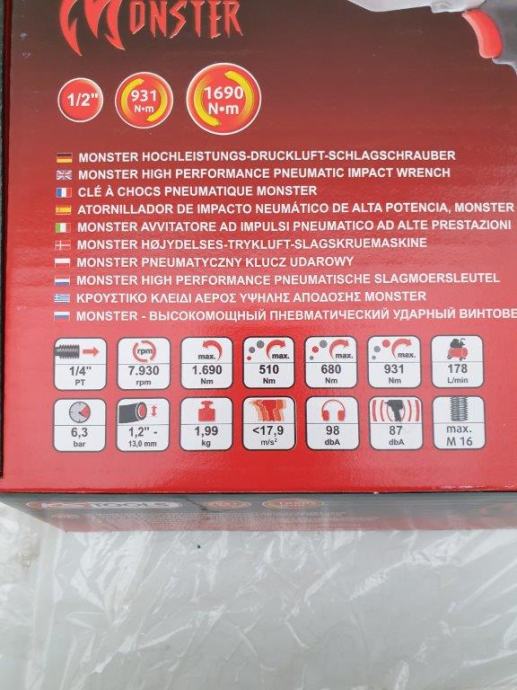 MONSTER
1/2"
931
N•m
1690
N•m
MONSTER HOCHLEISTUNGS-DRUCKLUFT-SCHLAGSCHRAUBER
MONSTER HIGH PERFORMANCE PNEUMATIC IMPACT WRENCH
CLÉ À CHOCS PNEUMATIQUE MONSTER
ATORNILLADOR DE IMPACTO NEUMÁTICO DE ALTA POTENCIA, MONSTER
MONSTER AVVITATORE AD IMPULSI PNEUMATICO AD ALTE PRESTAZIONI
MONSTER HØJYDELSES-TRYKLUFT-SLAGSKRUEMASKINE
MONSTER PNEUMATYCZNY KLUCZ UDAROWY
MONSTER HIGH PERFORMANCE PNEUMATISCHE SLAGMOERSLEUTEL
ΚΡΟΥΣΤΙΚΟ ΚΛΕΙΔΙ ΑΕΡΟΣ ΥΨΗΛΗΣ ΑΠΟΔΟΣΗΣ MONSTER
MONSTER - ВЫСОКОМОЩНЫЙ ПНЕВМАТИЧЕСКИЙ УДАРНЫЙ ВИНТОВЕ
rpm max. max. max. max.
1/4" 7.930 1.690 510 680 931 178
PT rpm Nm Nm Nm Nm L/min
6,3 1,2" - 1,99 <17,9 98 87 max.
bar 13,0 mm kg m/s² dbA dbA M 16
KS TOOLS